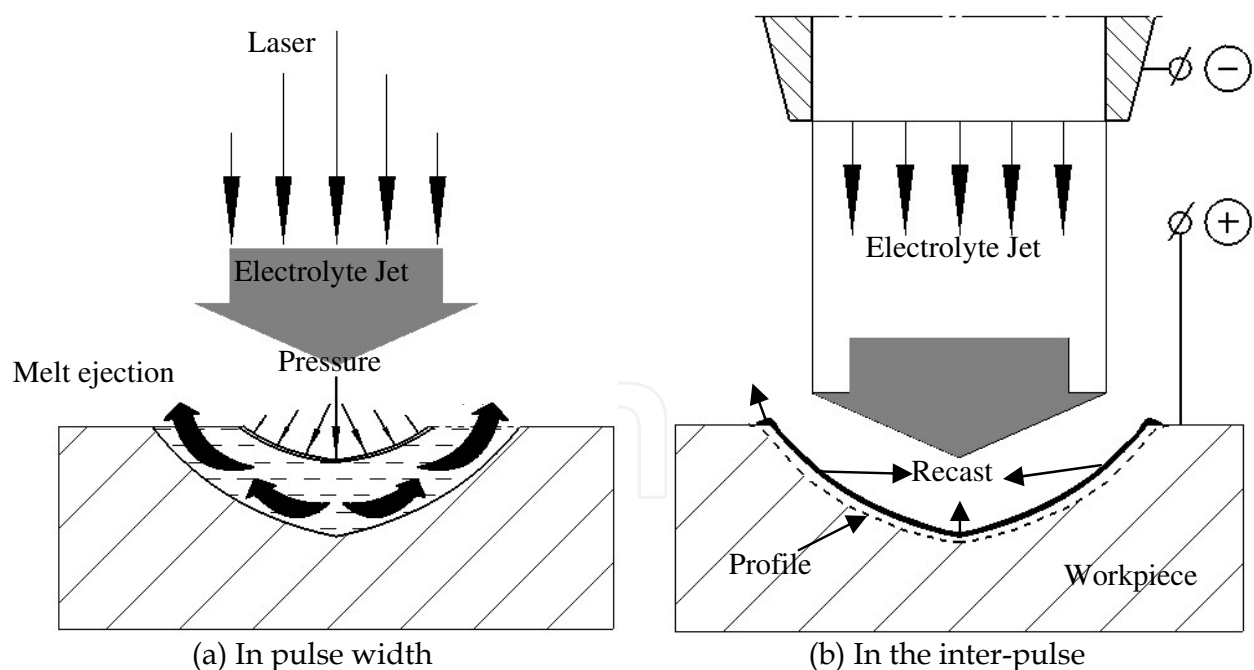 Laser
Electrolyte Jet
Pressure
Melt ejection
(a) In pulse width
−
+
Electrolyte Jet
Recast
Profile
Workpiece
(b) In the inter-pulse